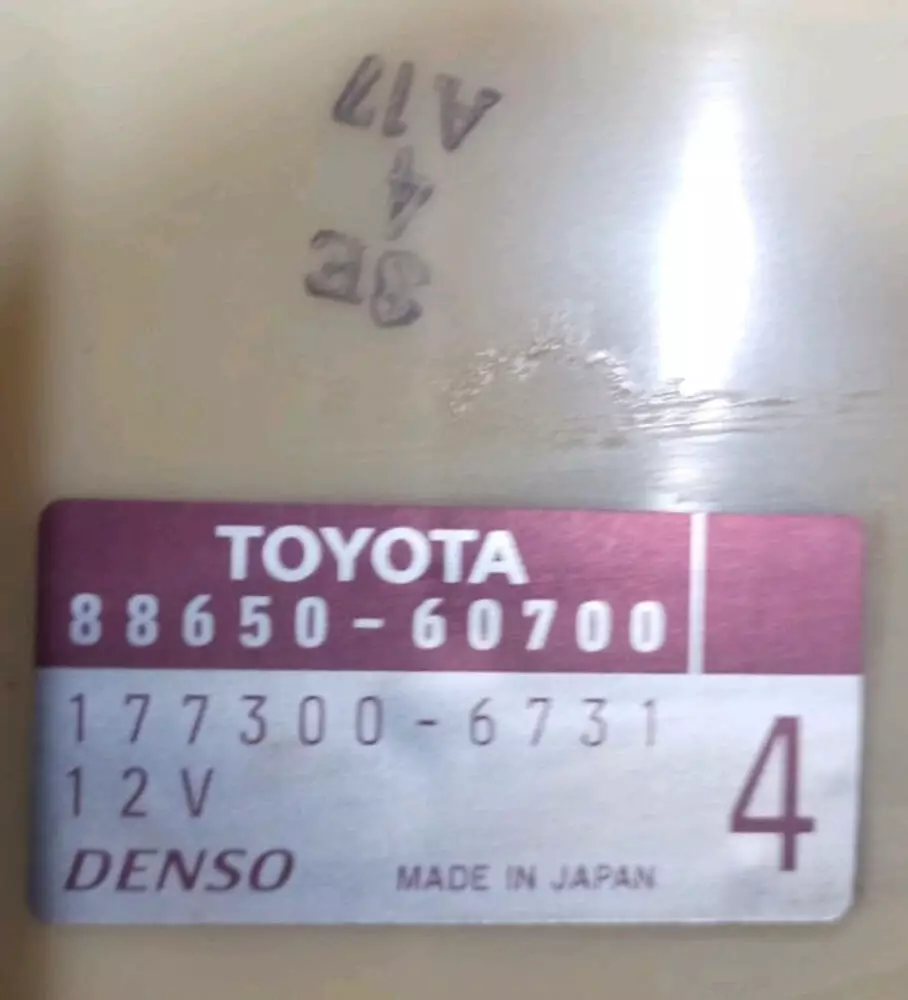 A17
4
3E
TOYOTA
88650-60700
177300-6731
12V
4
DENSO
MADE IN JAPAN